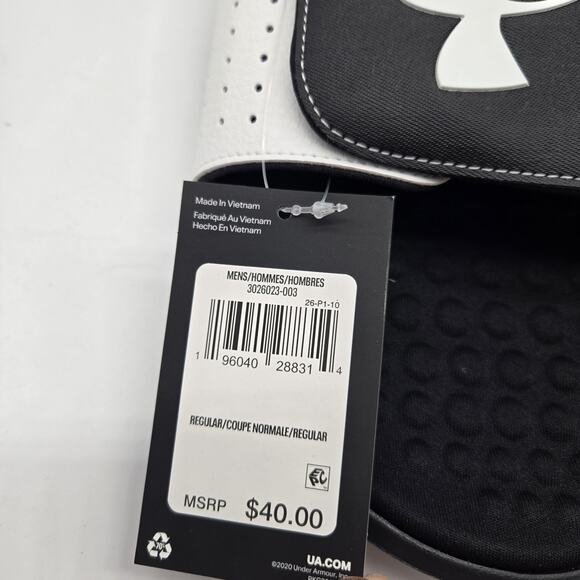 Made In Vietnam
Fabriqué Au Vietnam
Hecho En Vietnam
MENS/HOMMES/HOMBRES
3026023-003
26-P1-10
1 96040 28831 4
REGULAR/COUPE NORMALE/REGULAR
MSRP $40.00
70%
UA.COM
©2020 Under Armour, Inc.